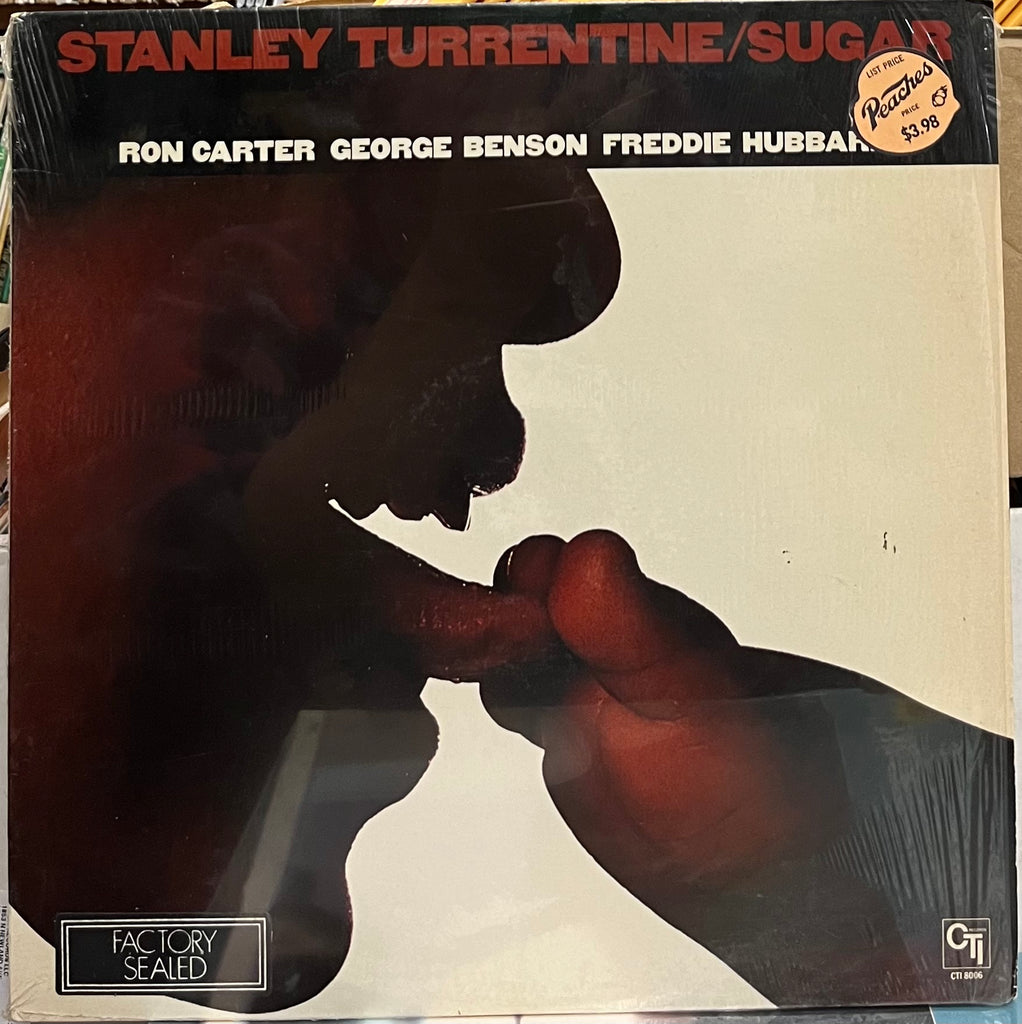 STANLEY TURRENTINE/SUGAR
LIST PRICE
Peaches
PRICE
$3.98
RON CARTER GEORGE BENSON FREDDIE HUBBAR
FACTORY
SEALED
CTI
RECORDS
CTI 8006